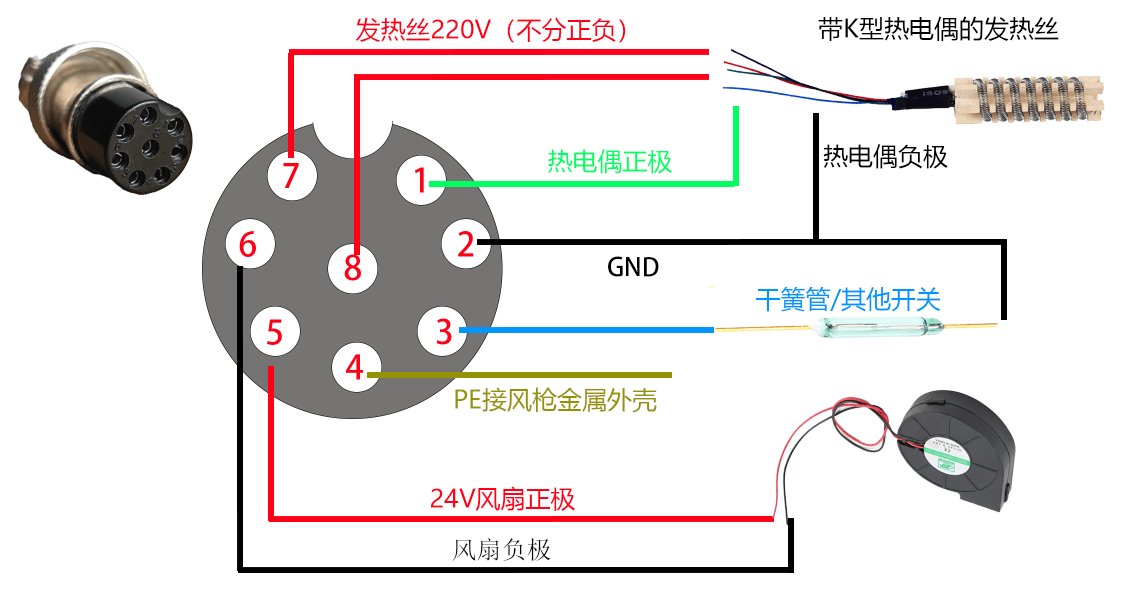 发热丝220V（不分正负）
带K型热电偶的发热丝
热电偶正极
热电偶负极
7
1
6
2
8
GND
干簧管/其他开关
5
3
4
PE接风枪金属外壳
24V风扇正极
风扇负极